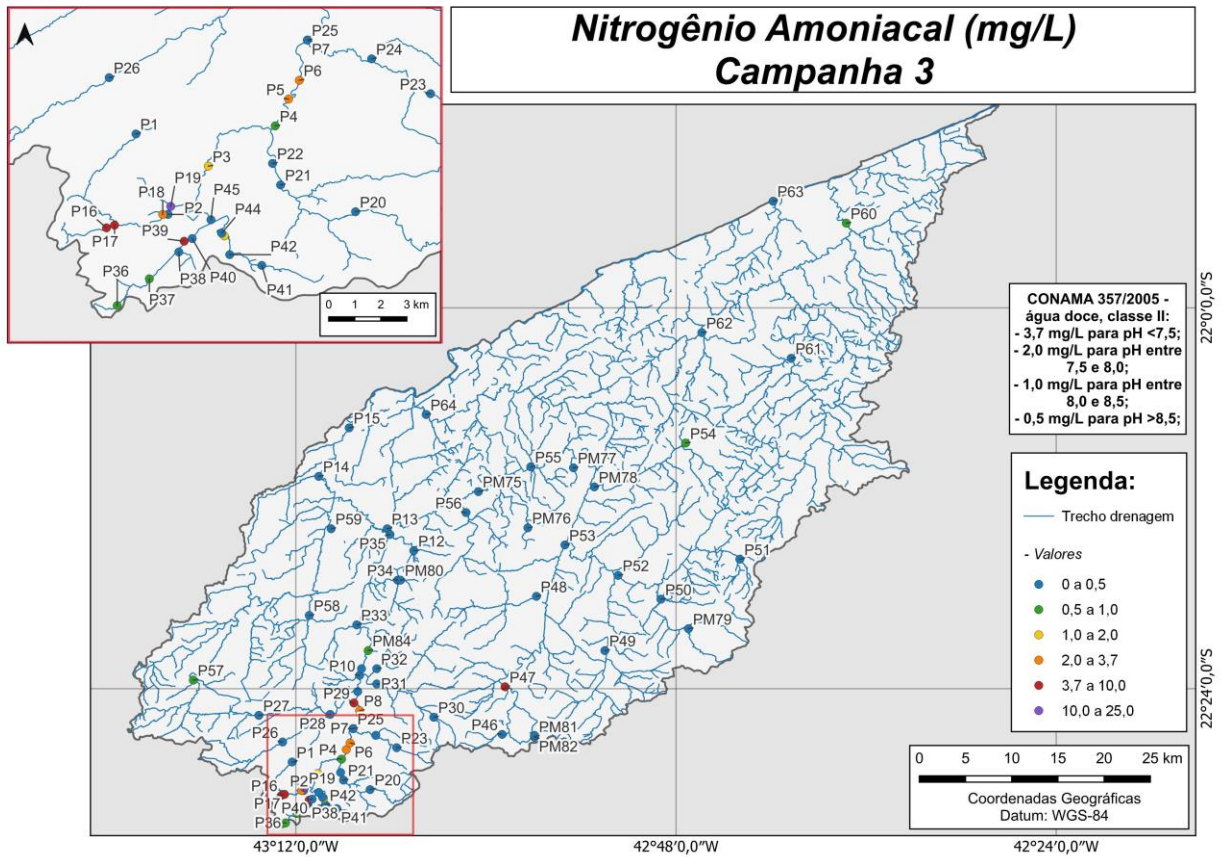 Nitrogênio Amoniacal (mg/L)
Campanha 3
P25
P7
P24
P26
P6
P5
P23
P4
P1
P3
P22
P21
P19
P18
P45
P2
P44
P20
P16
P17
P39
P42
P36
P38
P40
P41
P37
0 1 2 3 km
P63
P60
22°0'0,0"S
CONAMA 357/2005 -
água doce, classe II:
- 3,7 mg/L para pH <7,5;
- 2,0 mg/L para pH entre
7,5 e 8,0;
- 1,0 mg/L para pH entre
8,0 e 8,5;
- 0,5 mg/L para pH >8,5;
P62
P61
P64
P15
P54
P55
PM77
P14
PM75
PM78
P56
P59
P13
PM76
P35
P12
P53
P51
P34
PM80
P52
P48
P50
P58
P33
PM79
PM84
P49
P10
P32
P57
P31
P47
P29
P8
P27
P28
P25
P30
P7
P46
PM81
PM82
P26
P23
P4
P6
P1
P21
P19
P20
P16
P2
P42
P17
P40
P38
P41
P36
22°24'0,0"S
Legenda:
Trecho drenagem
- Valores
0 a 0,5
0,5 a 1,0
1,0 a 2,0
2,0 a 3,7
3,7 a 10,0
10,0 a 25,0
0 5 10 15 20 25 km
Coordenadas Geográficas
Datum: WGS-84
43°12'0,0"W
42°48'0,0"W
42°24'0,0"W